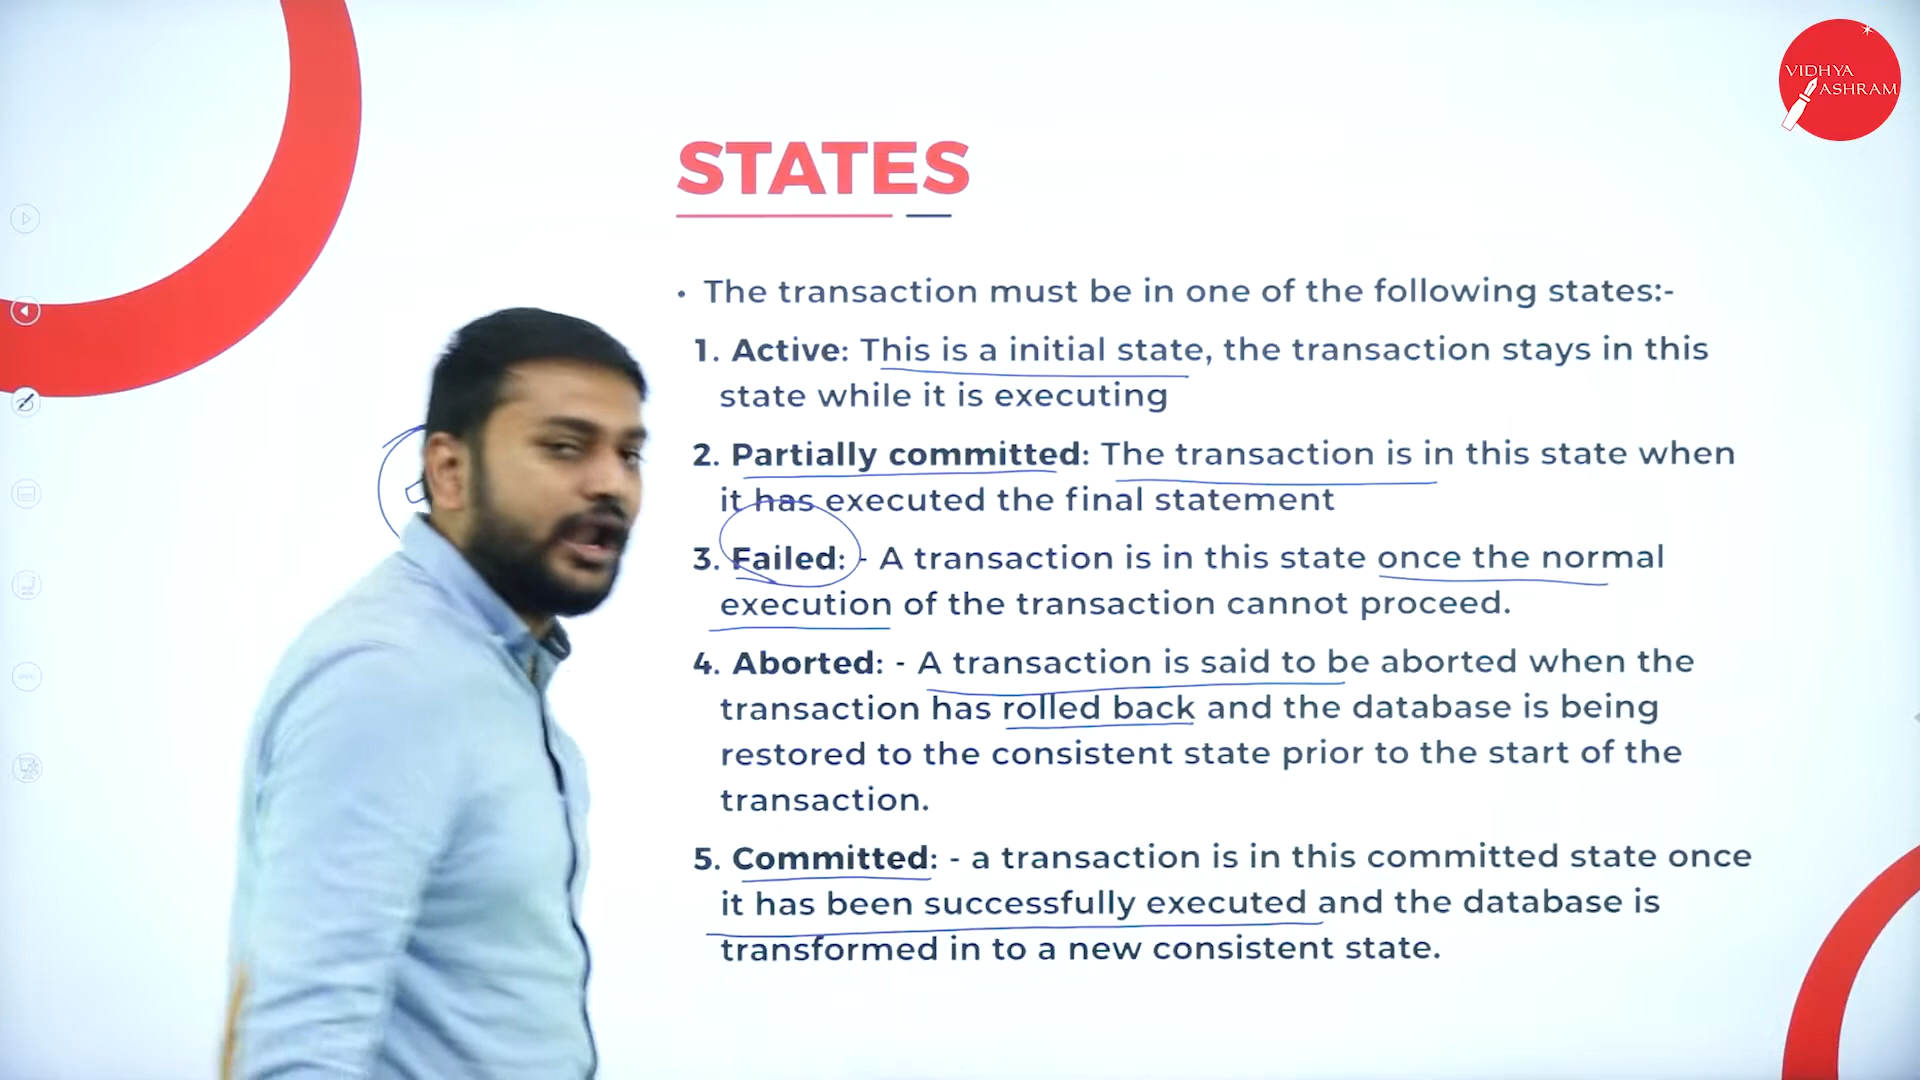 VIDHYA
ASHRAM
STATES
• The transaction must be in one of the following states:-
1. Active: This is a initial state, the transaction stays in this
state while it is executing
2. Partially committed: The transaction is in this state when
it has executed the final statement
3. Failed: - A transaction is in this state once the normal
execution of the transaction cannot proceed.
4. Aborted: - A transaction is said to be aborted when the
transaction has rolled back and the database is being
restored to the consistent state prior to the start of the
transaction.
5. Committed: - a transaction is in this committed state once
it has been successfully executed and the database is
transformed in to a new consistent state.